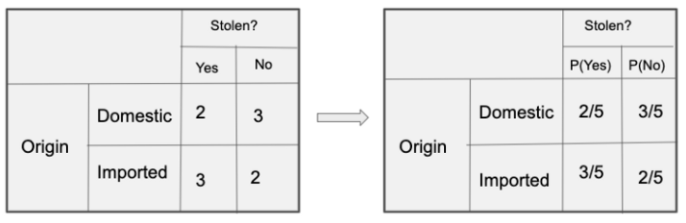 Stolen?
Yes No
Origin
Domestic 2 3
Imported 3 2
Stolen?
P(Yes) P(No)
Origin
Domestic 2/5 3/5
Imported 3/5 2/5